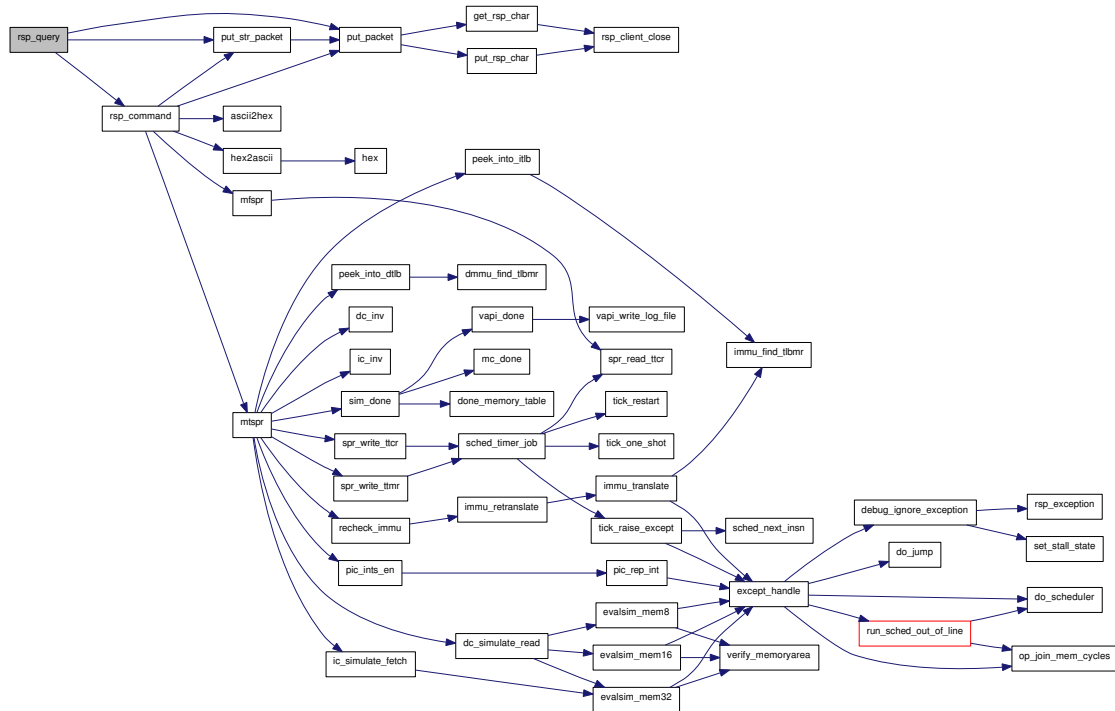 rsp_query
put_str_packet
put_packet
get_rsp_char
put_rsp_char
rsp_client_close
rsp_command
ascii2hex
hex2ascii
hex
mfspr
peek_into_itlb
peek_into_dtlb
dmmu_find_tlbmr
dc_inv
vapi_done
vapi_write_log_file
ic_inv
mc_done
spr_read_ttcr
immu_find_tlbmr
sim_done
done_memory_table
tick_restart
mtspr
spr_write_ttcr
sched_timer_job
tick_one_shot
spr_write_ttmr
immu_translate
recheck_immu
immu_retranslate
tick_raise_except
sched_next_insn
debug_ignore_exception
rsp_exception
set_stall_state
do_jump
pic_ints_en
pic_rep_int
except_handle
do_scheduler
evalsim_mem8
run_sched_out_of_line
dc_simulate_read
evalsim_mem16
verify_memoryarea
op_join_mem_cycles
ic_simulate_fetch
evalsim_mem32